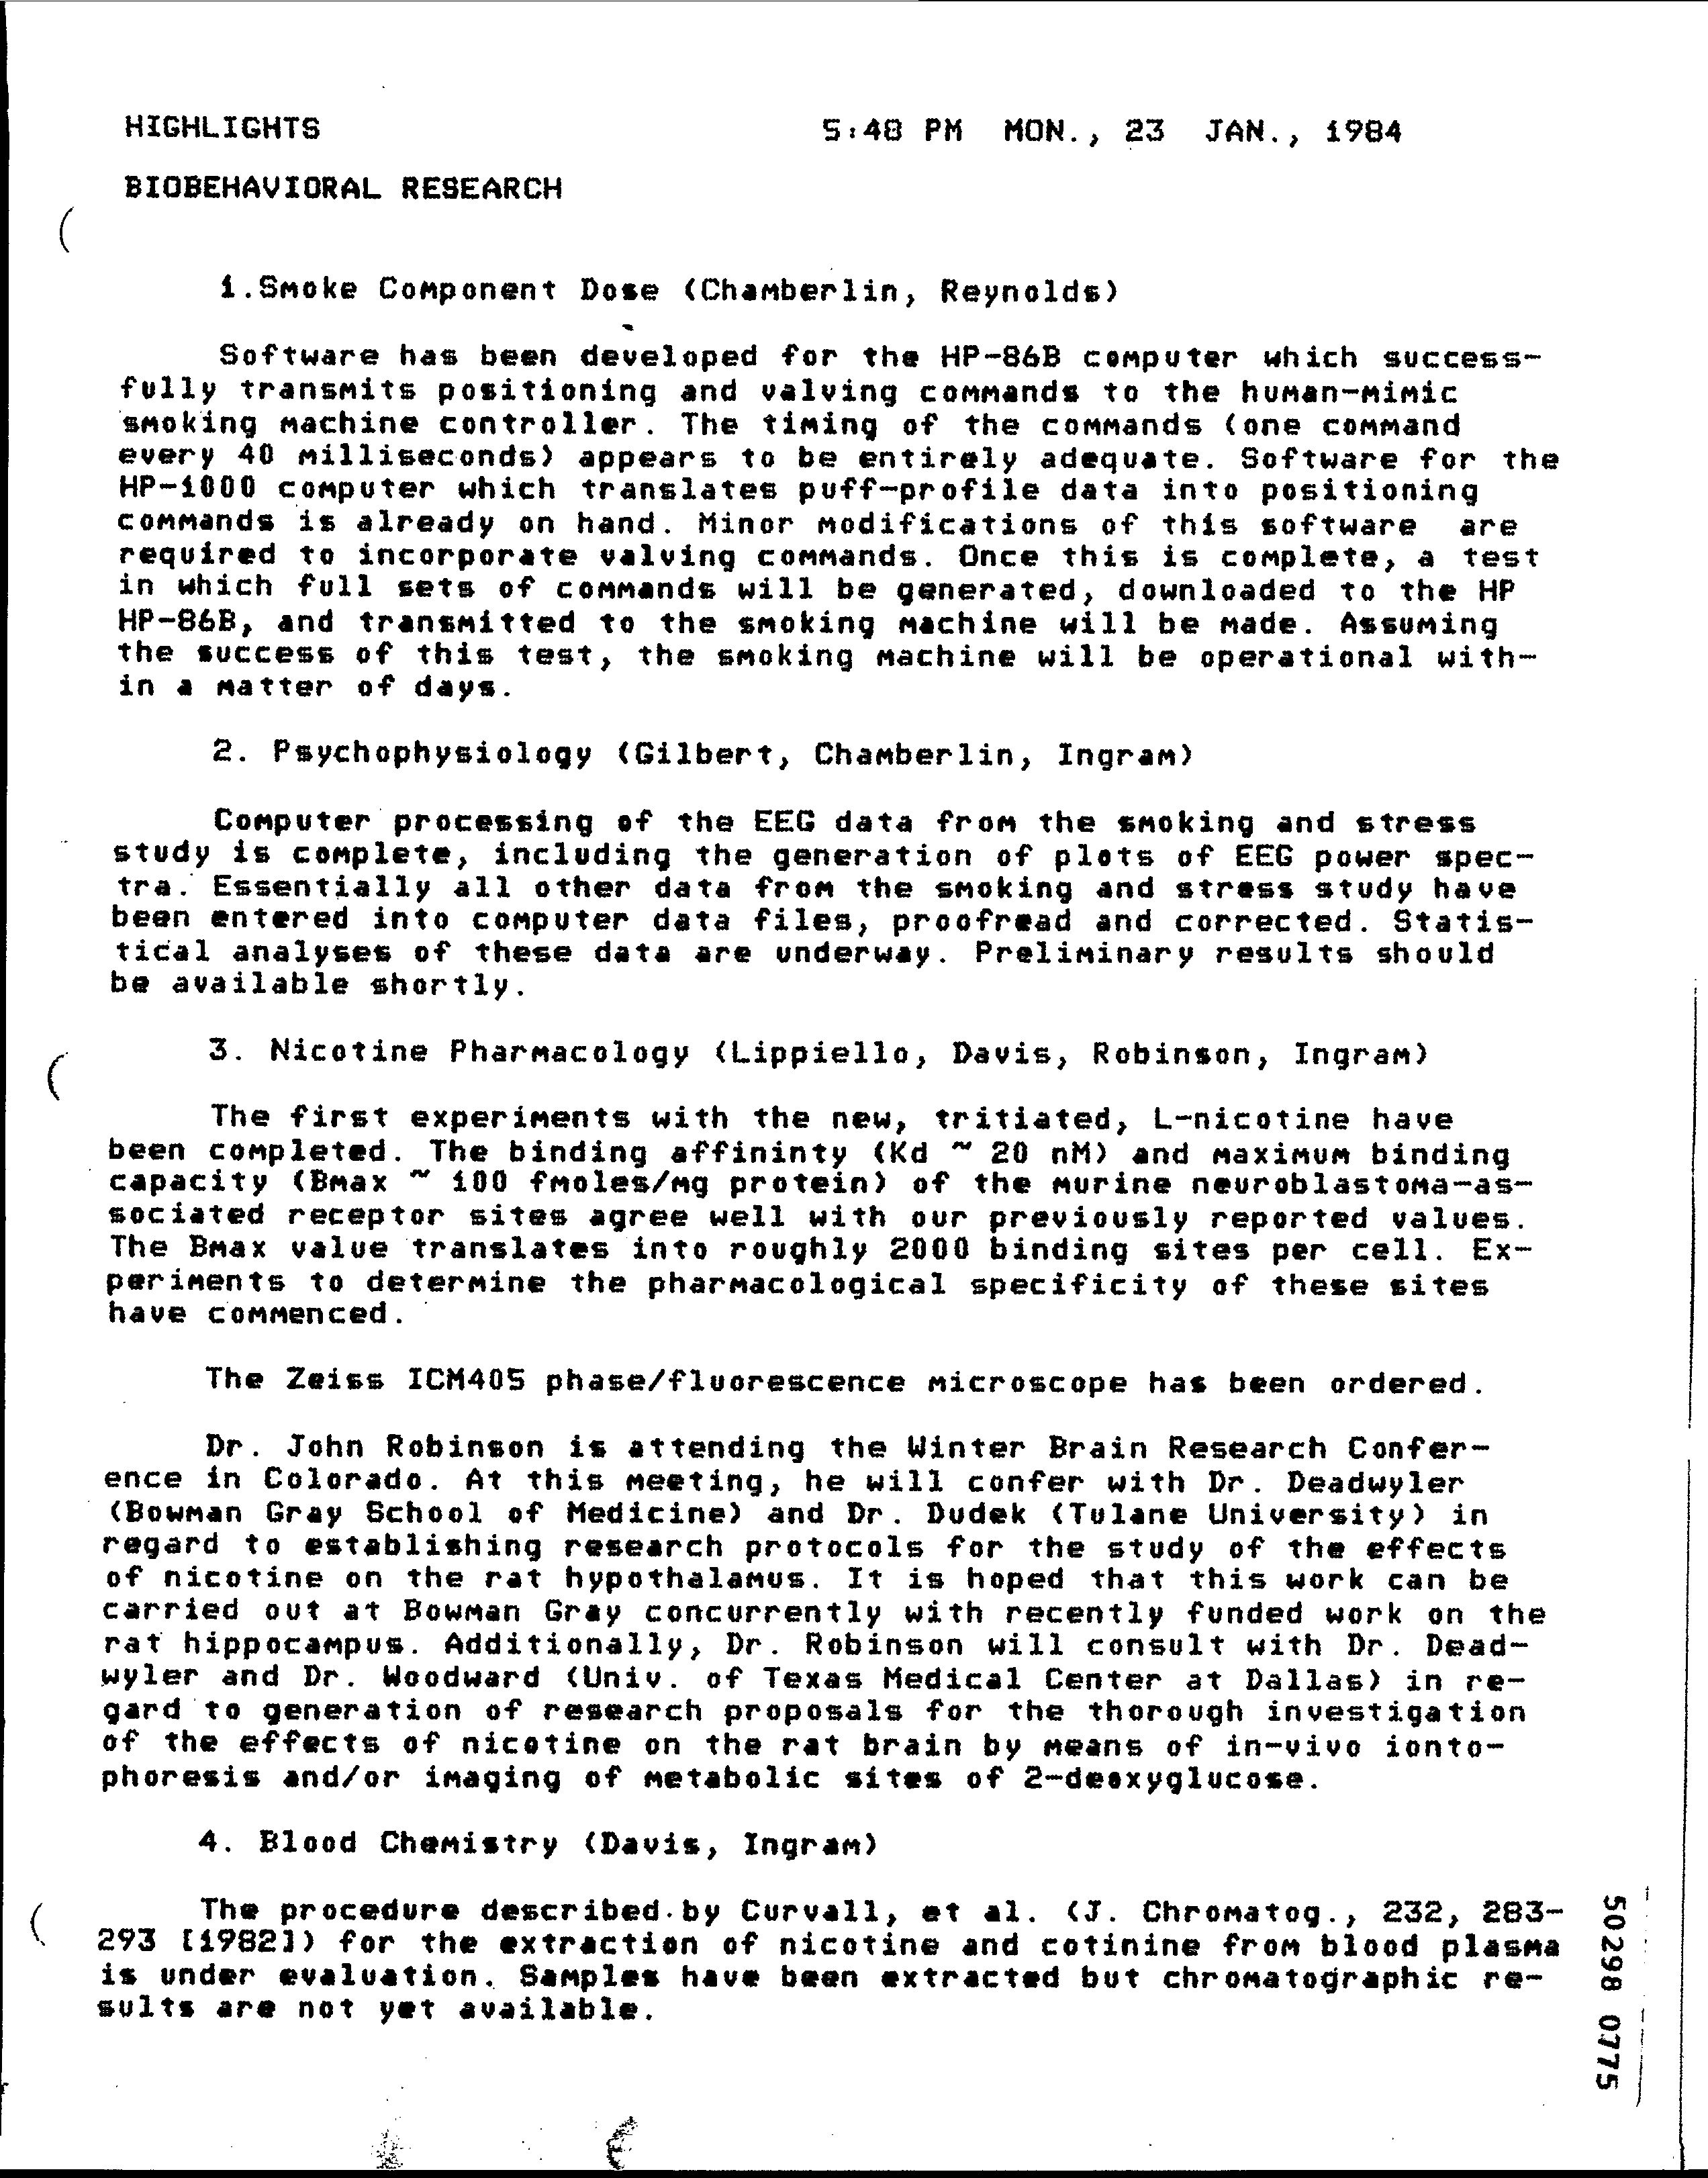 HIGHLIGHTS 5:48 PM MON., 23 JAN., 1984
BIOBEHAVIORAL RESEARCH
1.Smoke Component Dose (Chamberlin, Reynolds)
Software has been developed for the HP-86B computer which success-
fully transmits positioning and valving commands to the human-mimic
smoking machine controller. The timing of the commands (one command
every 40 milliseconds) appears to be entirely adequate. Software for the
HP-1000 computer which translates puff-profile data into positioning
commands is already on hand. Minor modifications of this software are
required to incorporate valving commands. Once this is complete, a test
in which full sets of commands will be generated, downloaded to the HP
HP-86B, and transmitted to the smoking machine will be made. Assuming
the success of this test, the smoking machine will be operational with-
in a matter of days.
2. Psychophysiology (Gilbert, Chamberlin, Ingram)
Computer processing of the EEG data from the smoking and stress
study is complete, including the generation of plots of EEG power spec-
tra. Essentially all other data from the smoking and stress study have
been entered into computer data files, proofread and corrected. Statis-
tical analyses of these data are underway. Preliminary results should
be available shortly.
3. Nicotine Pharmacology (Lippiello, Davis, Robinson, Ingram)
The first experiments with the new, tritiated, L-nicotine have
been completed. The binding affininty (Kd ~ 20 nM) and maximum binding
capacity (Bmax ~ 100 fmoles/mg protein) of the murine neuroblastoma-as-
sociated receptor sites agree well with our previously reported values.
The Bmax value translates into roughly 2000 binding sites per cell. Ex-
periments to determine the pharmacological specificity of these sites
have commenced.
The Zeiss ICM405 phase/fluorescence microscope has been ordered.
Dr. John Robinson is attending the Winter Brain Research Confer-
ence in Colorado. At this meeting, he will confer with Dr. Deadwyler
(Bowman Gray School of Medicine) and Dr. Dudek (Tulane University) in
regard to establishing research protocols for the study of the effects
of nicotine on the rat hypothalamus. It is hoped that this work can be
carried out at Bowman Gray concurrently with recently funded work on the
rat hippocampus. Additionally, Dr. Robinson will consult with Dr. Dead-
wyler and Dr. Woodward (Univ. of Texas Medical Center at Dallas) in re-
gard to generation of research proposals for the thorough investigation
of the effects of nicotine on the rat brain by means of in-vivo ionto-
phoresis and/or imaging of metabolic sites of 2-deoxyglucose.
4. Blood Chemistry (Davis, Ingram)
The procedure described by Curvall, et al. (J. Chromatog., 232, 283-
293 [1982]) for the extraction of nicotine and cotinine from blood plasma
is under evaluation. Samples have been extracted but chromatographic re-
sults are not yet available.
50298 0775